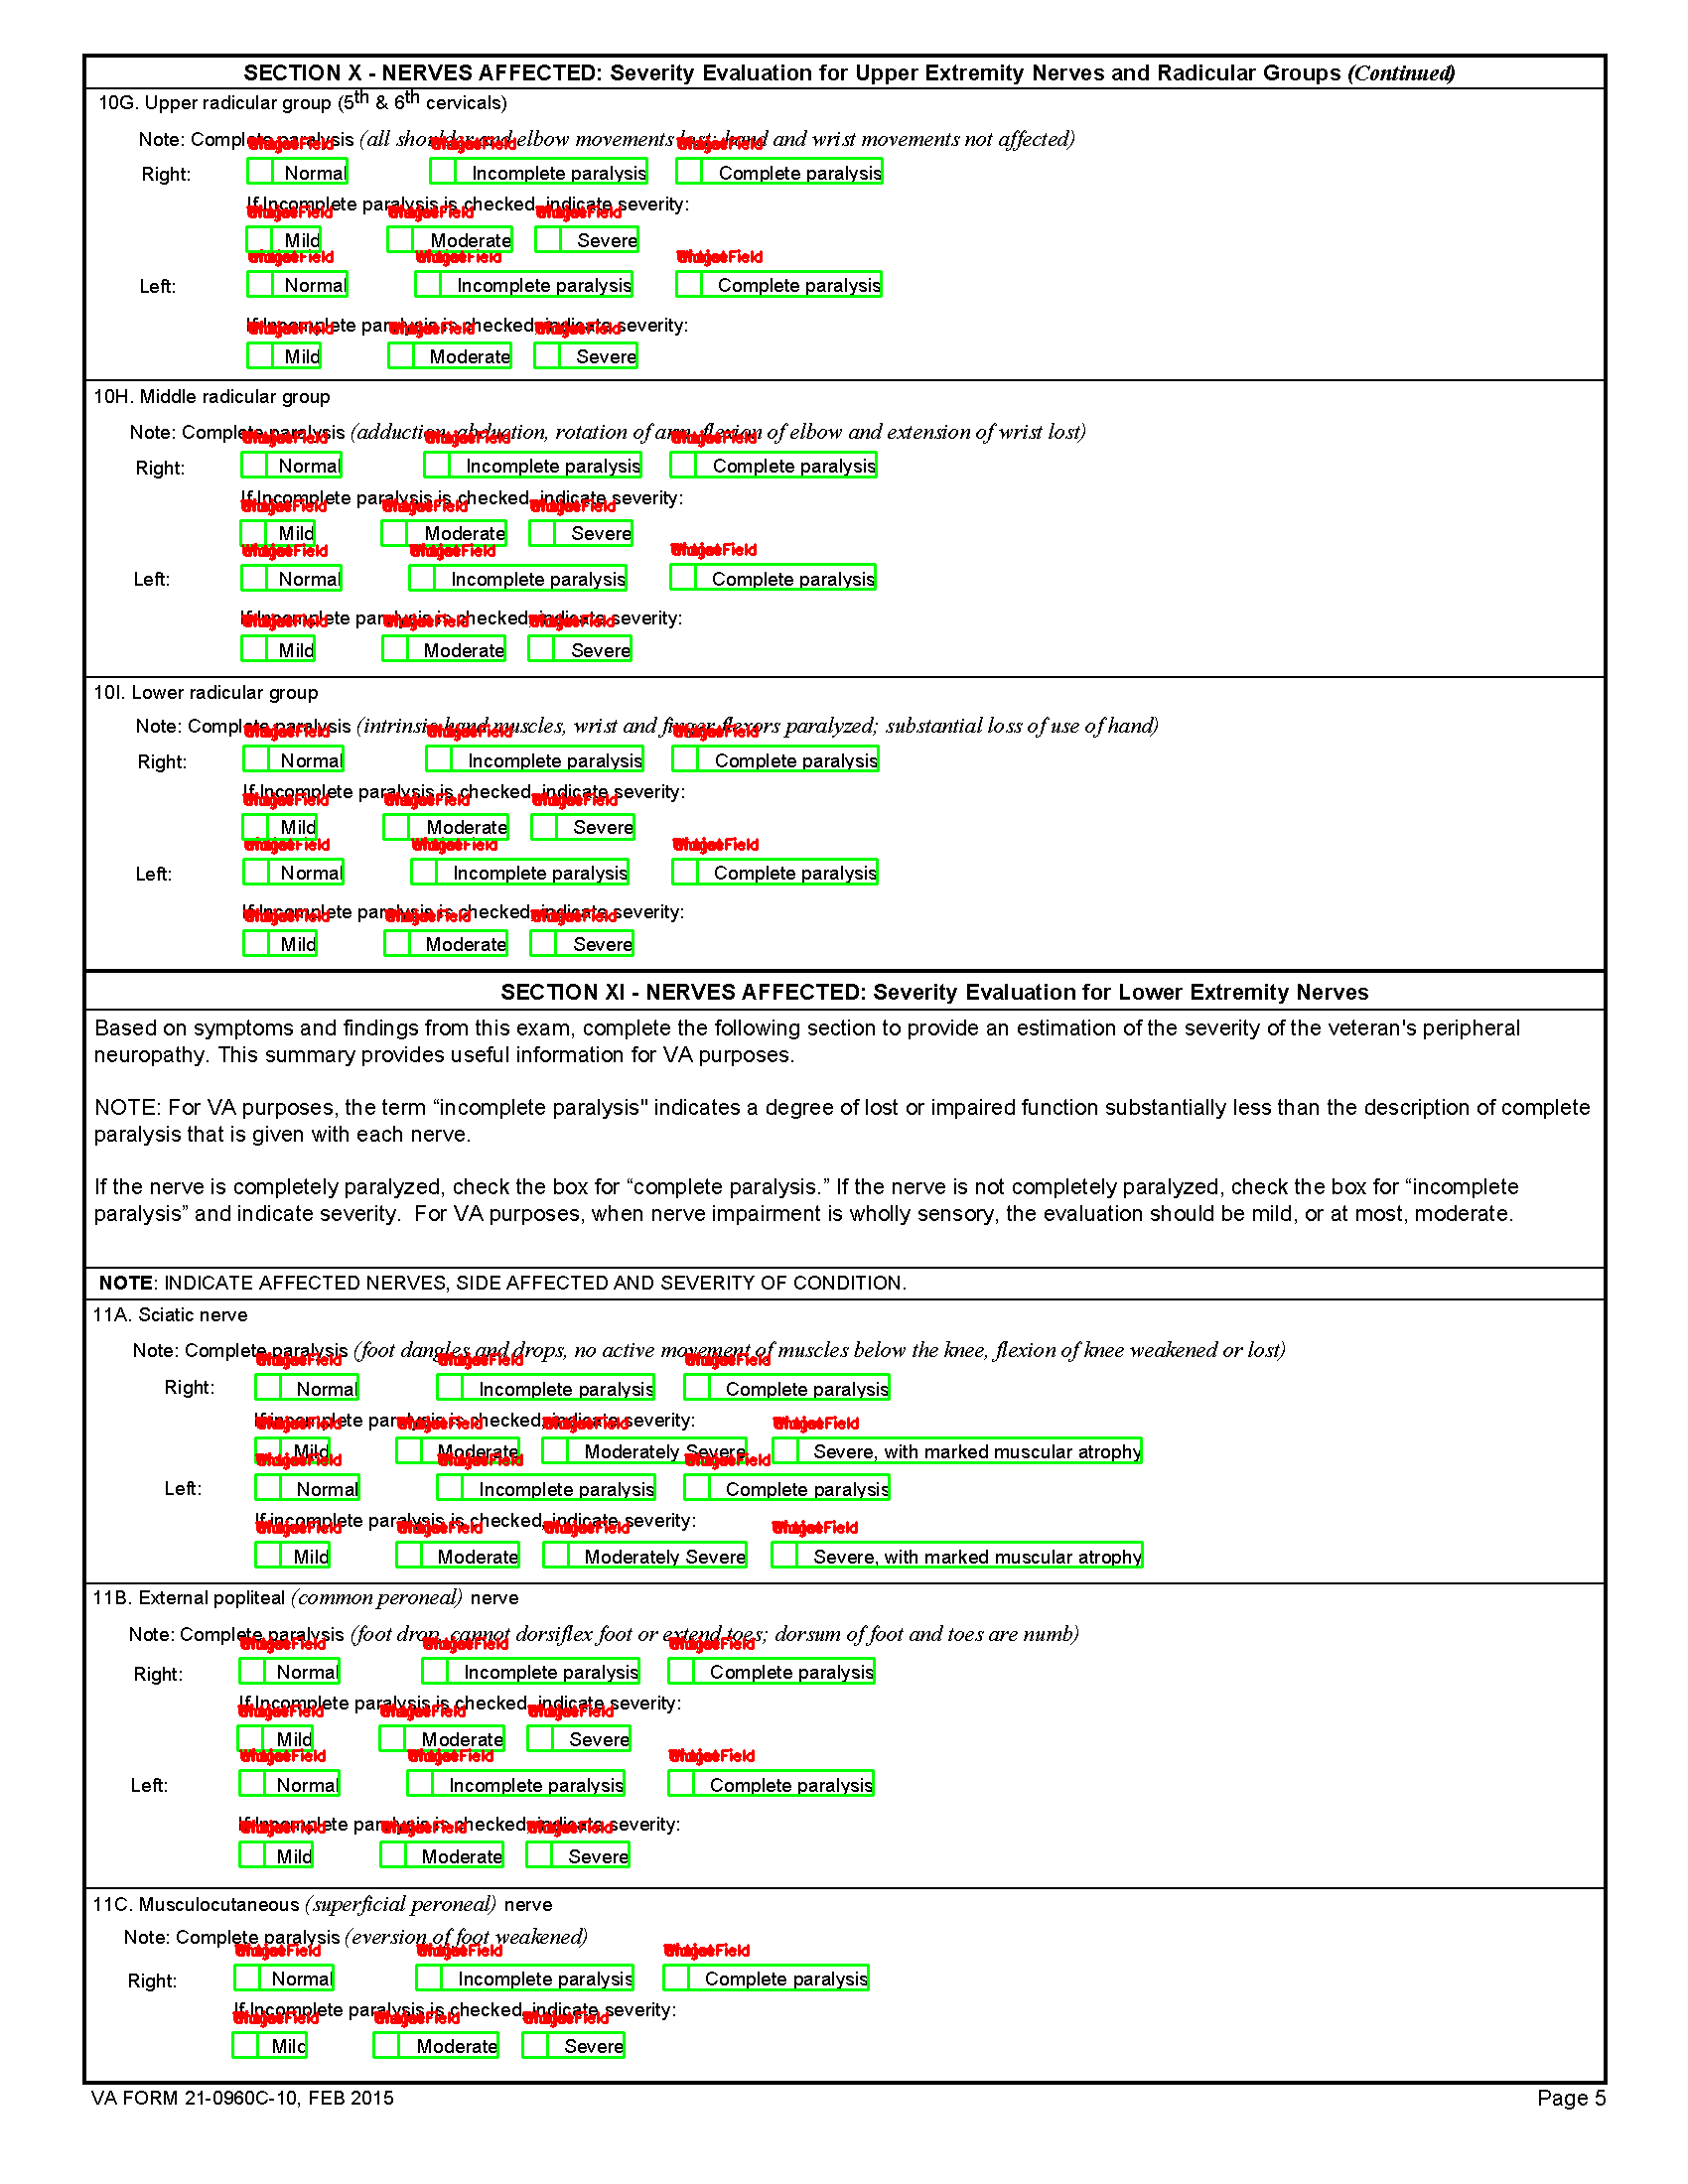 SECTION X - NERVES AFFECTED: Severity Evaluation for Upper Extremity Nerves and Radicular Groups (Continued)
10G. Upper radicular group (5th & 6th cervicals)
Note: Complete paralysis (all shoulder and elbow movements lost; hand and wrist movements not affected)
Right: Normal Incomplete paralysis Complete paralysis
If Incomplete paralysis is checked, indicate severity:
Mild Moderate Severe
Left: Normal Incomplete paralysis Complete paralysis
If Incomplete paralysis is checked, indicate severity:
Mild Moderate Severe
10H. Middle radicular group
Note: Complete paralysis (adduction, abduction, rotation of arm, flexion of elbow and extension of wrist lost)
Right: Normal Incomplete paralysis Complete paralysis
If Incomplete paralysis is checked, indicate severity:
Mild Moderate Severe
Left: Normal Incomplete paralysis Complete paralysis
If Incomplete paralysis is checked, indicate severity:
Mild Moderate Severe
10I. Lower radicular group
Note: Complete paralysis (intrinsic hand muscles, wrist and finger flexors paralyzed; substantial loss of use of hand)
Right: Normal Incomplete paralysis Complete paralysis
If Incomplete paralysis is checked, indicate severity:
Mild Moderate Severe
Left: Normal Incomplete paralysis Complete paralysis
If Incomplete paralysis is checked, indicate severity:
Mild Moderate Severe
SECTION XI - NERVES AFFECTED: Severity Evaluation for Lower Extremity Nerves
Based on symptoms and findings from this exam, complete the following section to provide an estimation of the severity of the veteran's peripheral
neuropathy. This summary provides useful information for VA purposes.
NOTE: For VA purposes, the term “incomplete paralysis" indicates a degree of lost or impaired function substantially less than the description of complete
paralysis that is given with each nerve.
If the nerve is completely paralyzed, check the box for “complete paralysis.” If the nerve is not completely paralyzed, check the box for “incomplete
paralysis” and indicate severity. For VA purposes, when nerve impairment is wholly sensory, the evaluation should be mild, or at most, moderate.
NOTE: INDICATE AFFECTED NERVES, SIDE AFFECTED AND SEVERITY OF CONDITION.
11A. Sciatic nerve
Note: Complete paralysis (foot dangles and drops, no active movement of muscles below the knee, flexion of knee weakened or lost)
Right: Normal Incomplete paralysis Complete paralysis
If incomplete paralysis is checked, indicate severity:
Mild Moderate Moderately Severe Severe, with marked muscular atrophy
Left: Normal Incomplete paralysis Complete paralysis
If incomplete paralysis is checked, indicate severity:
Mild Moderate Moderately Severe Severe, with marked muscular atrophy
11B. External popliteal (common peroneal) nerve
Note: Complete paralysis (foot drop, cannot dorsiflex foot or extend toes; dorsum of foot and toes are numb)
Right: Normal Incomplete paralysis Complete paralysis
If Incomplete paralysis is checked, indicate severity:
Mild Moderate Severe
Left: Normal Incomplete paralysis Complete paralysis
If Incomplete paralysis is checked, indicate severity:
Mild Moderate Severe
11C. Musculocutaneous (superficial peroneal) nerve
Note: Complete paralysis (eversion of foot weakened)
Right: Normal Incomplete paralysis Complete paralysis
If Incomplete paralysis is checked, indicate severity:
Mild Moderate Severe
VA FORM 21-0960C-10, FEB 2015
Page 5